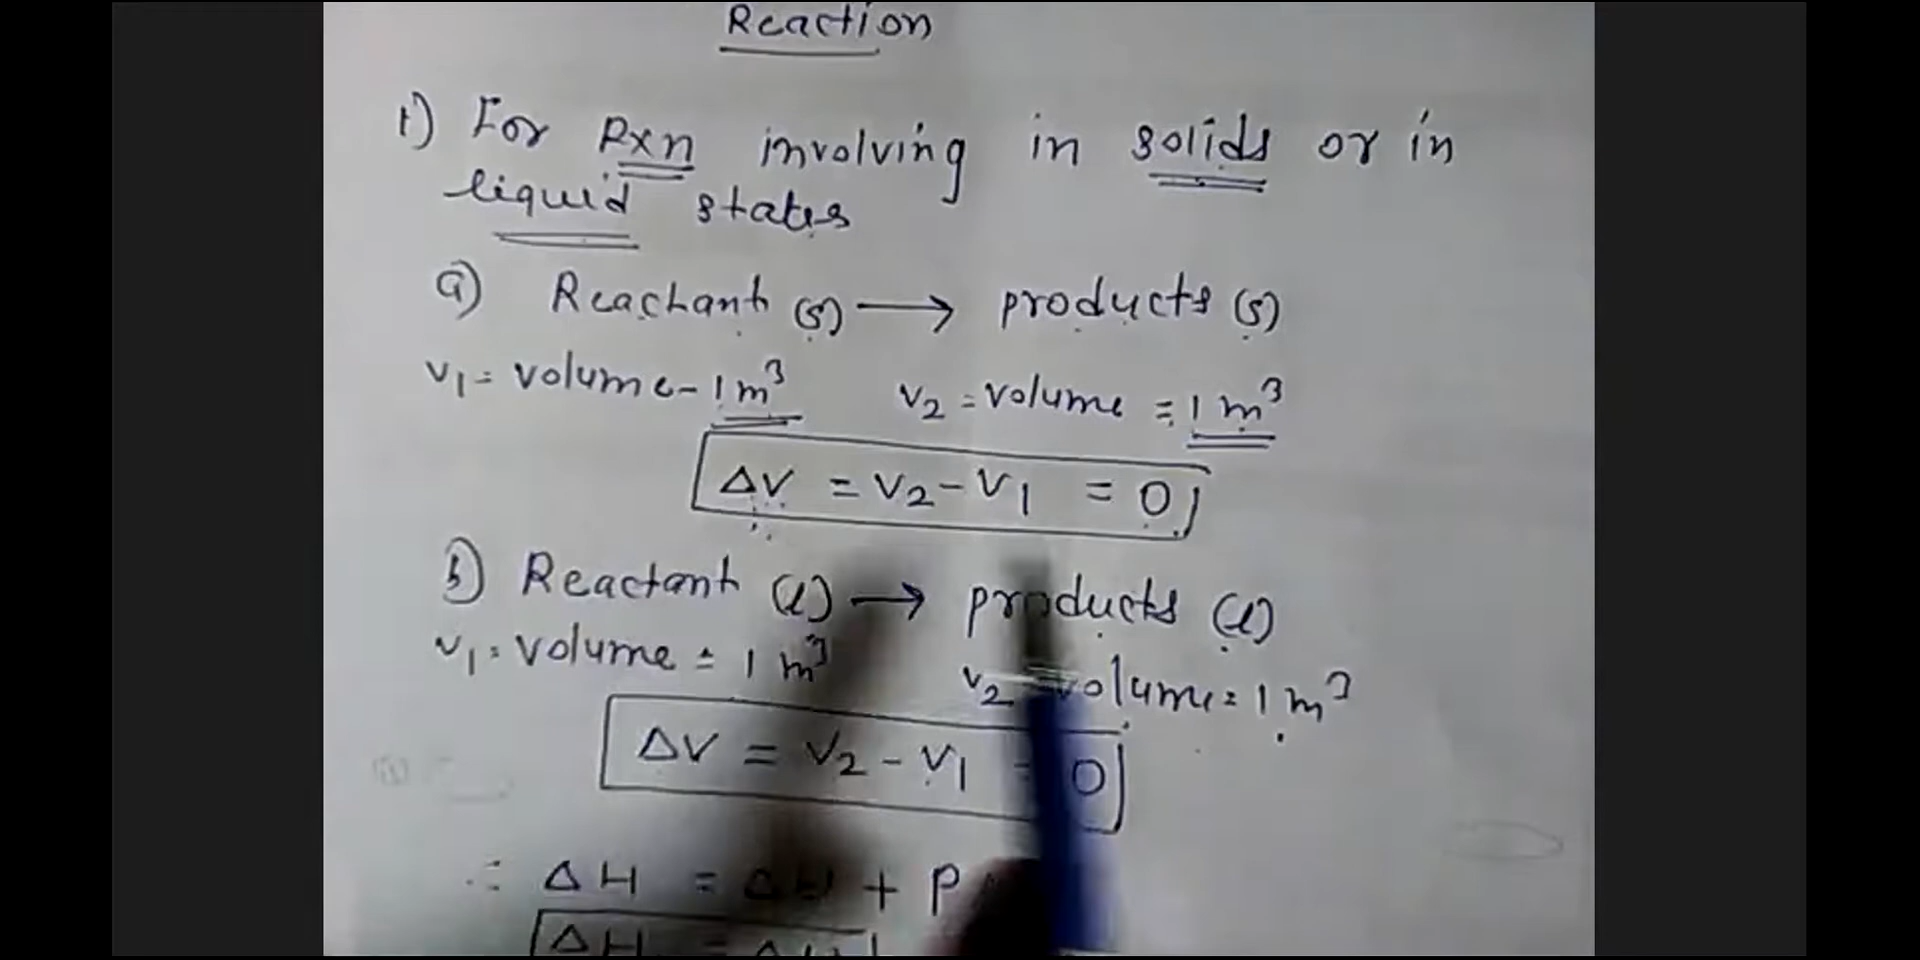 Reaction
1) For Rxn involving in solids or in
liquid states
a) Reactant (s) ⟶ products (s)
V1 = volume - 1 m³ V2 = volume = 1 m³
ΔV = V2 - V1 = 0
b) Reactant (l) ⟶ products (l)
V1 = volume = 1 m³ V2 = volume = 1 m³
ΔV = V2 - V1 = 0
∴ ΔH = + P
ΔH =